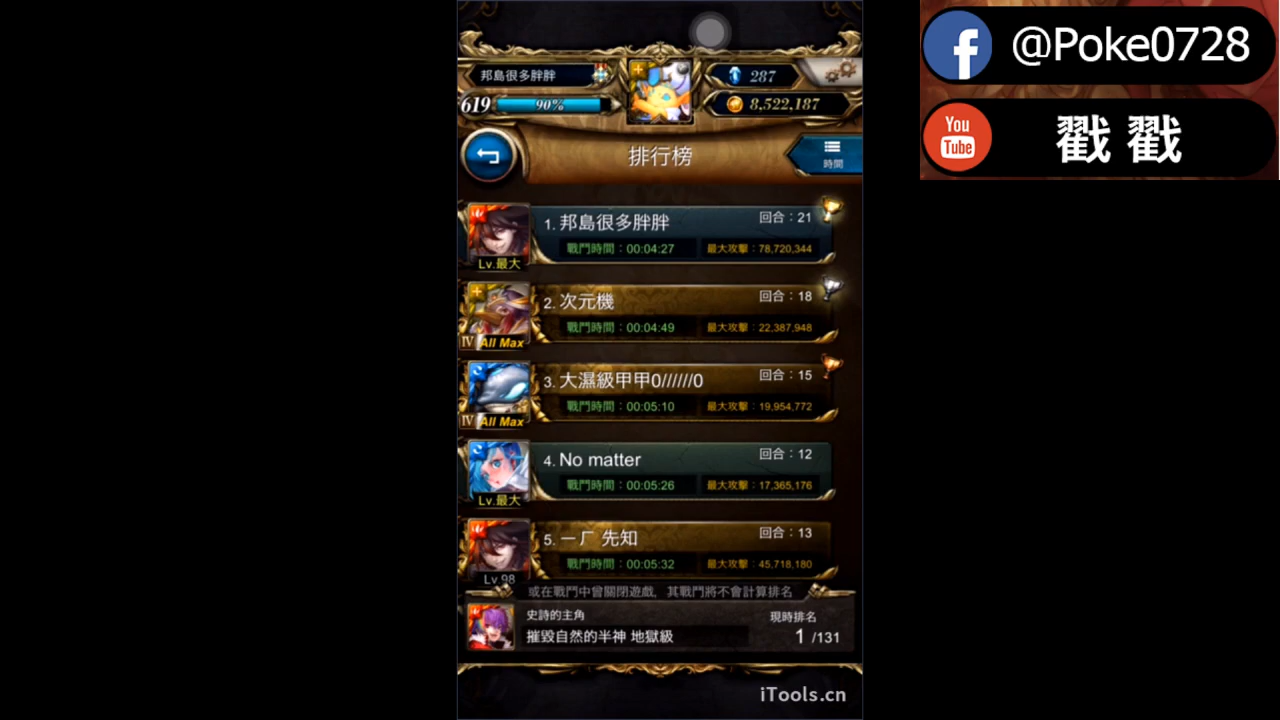 @Poke0728
You
Tube
戳 戳
邦島很多胖胖
287
619
90%
8,522,187
排行榜
時間
1. 邦島很多胖胖
回合：21
戰鬥時間：00:04:27
最大攻擊：78,720,344
Lv.最大
2. 次元機
回合：18
戰鬥時間：00:04:49
最大攻擊：22,387,948
IV All Max
3. 大濕級甲甲0//////0
回合：15
戰鬥時間：00:05:10
最大攻擊：19,954,772
IV All Max
4. No matter
回合：12
戰鬥時間：00:05:26
最大攻擊：17,365,176
Lv.最大
5. 一ㄏ 先知
回合：13
戰鬥時間：00:05:32
最大攻擊：45,718,180
Lv 98
或在戰鬥中曾關閉遊戲，其戰鬥將不會計算排名
史詩的主角
現時排名
摧毀自然的半神 地獄級
1 /131
iTools.cn